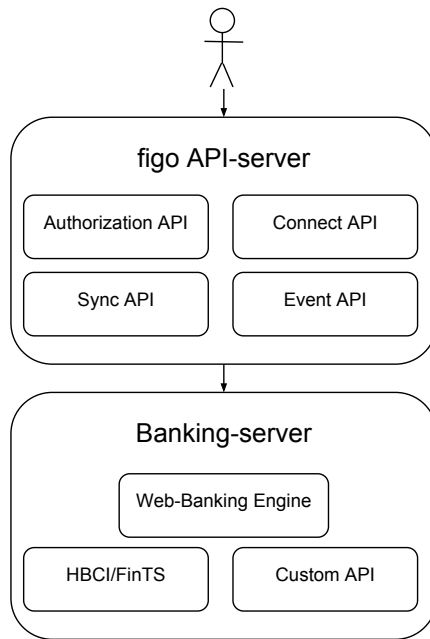 figo API-server
Authorization API
Connect API
Sync API
Event API
Banking-server
Web-Banking Engine
HBCI/FinTS
Custom API